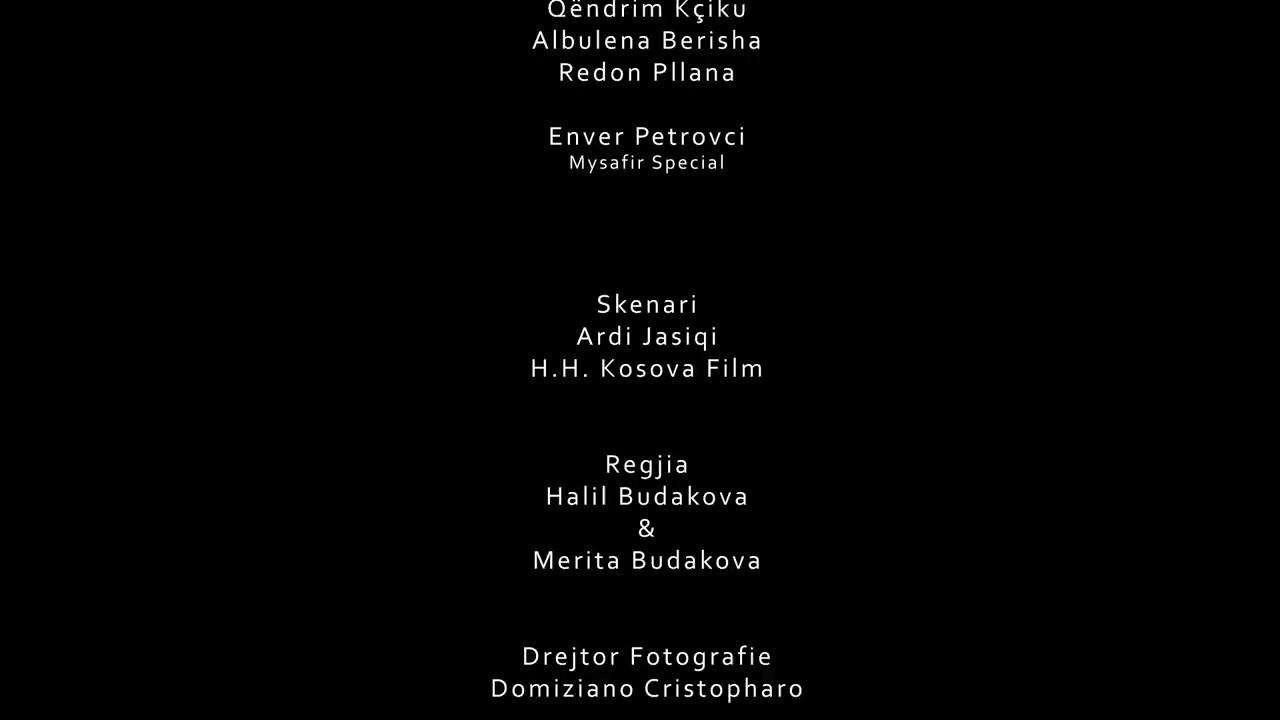 Qëndrim Kçiku
Albulena Berisha
Redon Pllana
Enver Petrovci
Mysafir Special
Skenari
Ardi Jasiqi
H.H. Kosova Film
Regjia
Halil Budakova
&
Merita Budakova
Drejtor Fotografie
Domiziano Cristopharo